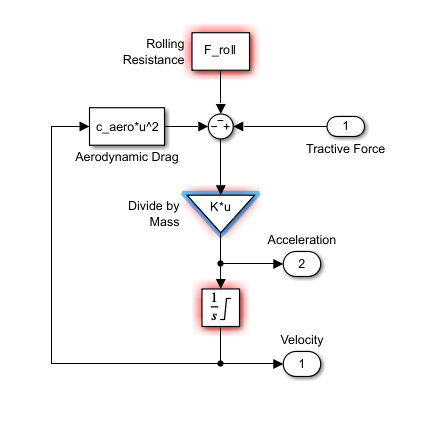 Rolling
Resistance
F_roll
c_aero*u^2
Aerodynamic Drag
− − +
1
Tractive Force
Divide by
Mass
K*u
Acceleration
2
1
s
Velocity
1